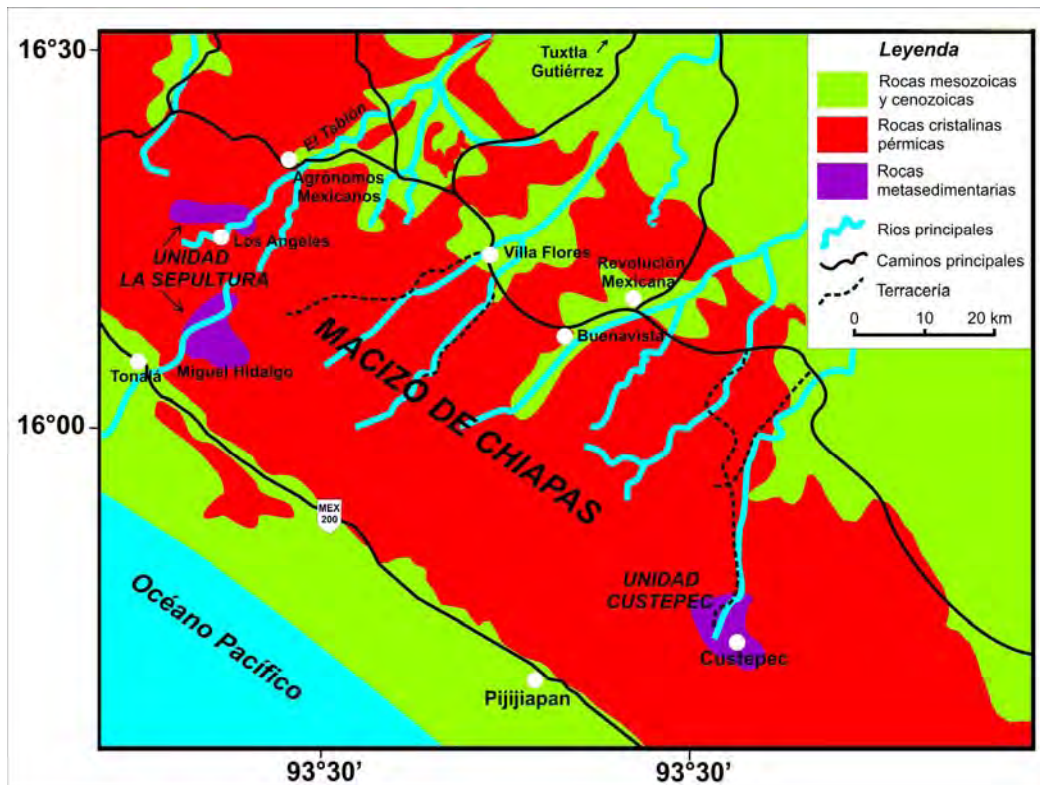 16°30
16°00
93°30'
93°30'
Leyenda
Rocas mesozoicas
y cenozoicas
Rocas cristalinas
pérmicas
Rocas
metasedimentarias
Rios principales
Caminos principales
Terracería
0 10 20 km
Tuxtla
Gutiérrez
El Tablón
Agrónomos
Mexicanos
Los Angeles
UNIDAD
LA SEPULTURA
Villa Flores
Revolución
Mexicana
Buenavista
Tonalá
Miguel Hidalgo
MACIZO DE CHIAPAS
MEX
200
UNIDAD
CUSTEPEC
Custepec
Océano Pacífico
Pijijiapan